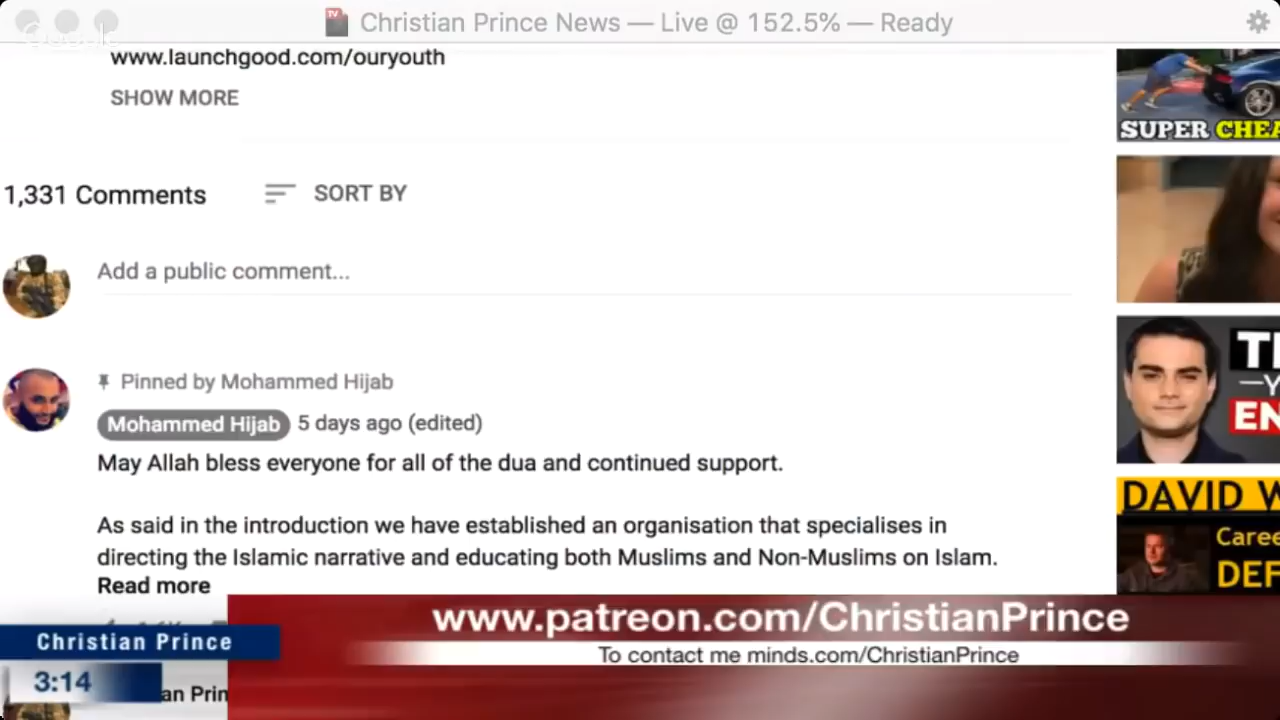 Christian Prince News — Live @ 152.5% — Ready
Google
www.launchgood.com/ouryouth
SHOW MORE
1,331 Comments
SORT BY
Add a public comment...
Pinned by Mohammed Hijab
Mohammed Hijab 5 days ago (edited)
May Allah bless everyone for all of the dua and continued support.
As said in the introduction we have established an organisation that specialises in
directing the Islamic narrative and educating both Muslims and Non-Muslims on Islam.
Read more
SUPER CHEA
DAVID W
Caree
DEF
www.patreon.com/ChristianPrince
To contact me minds.com/ChristianPrince
Christian Prince
3:14
an Prin